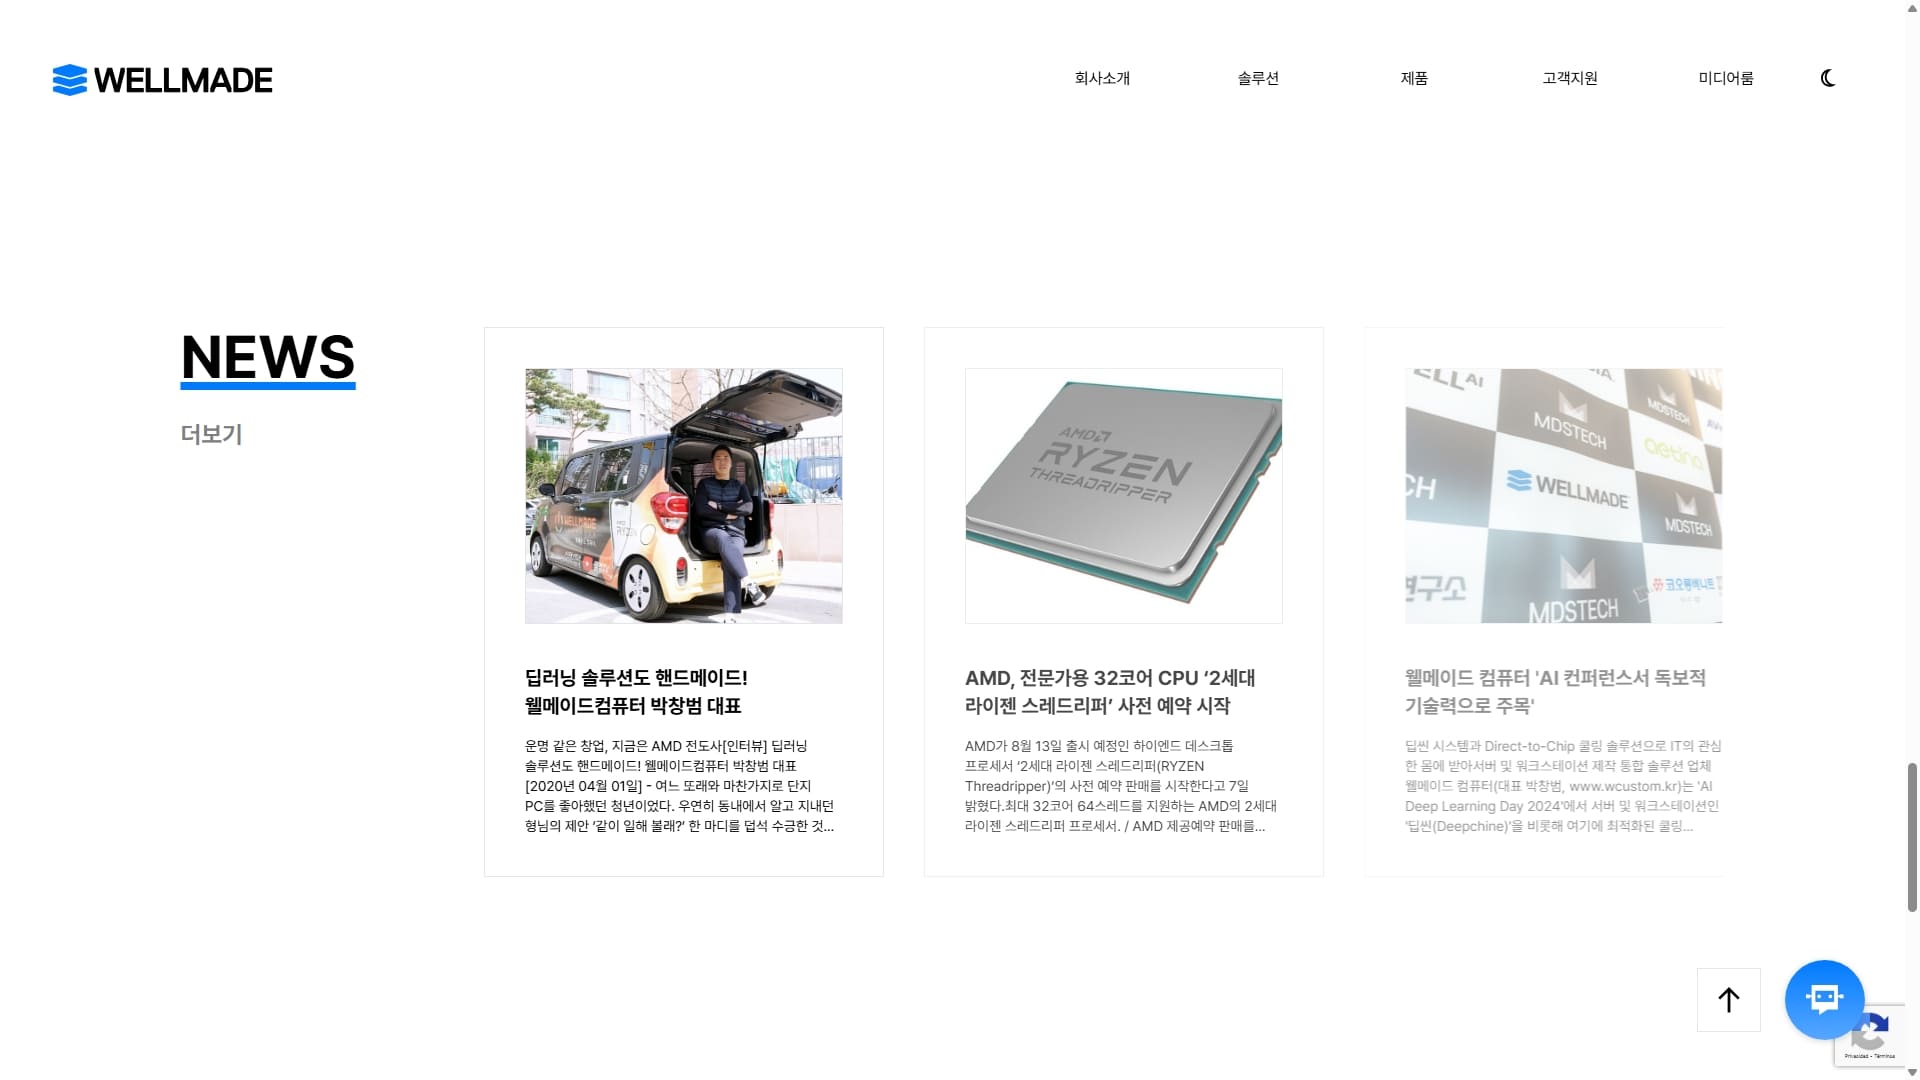 WELLMADE
회사소개
솔루션
제품
고객지원
미디어룸
NEWS
더보기
WELLMADE
AMD
RYZEN
딥러닝 솔루션도 핸드메이드!
웰메이드컴퓨터 박창범 대표
운명 같은 창업, 지금은 AMD 전도사[인터뷰] 딥러닝
솔루션도 핸드메이드! 웰메이드컴퓨터 박창범 대표
[2020년 04월 01일] - 여느 또래와 마찬가지로 단지
PC를 좋아했던 청년이었다. 우연히 동내에서 알고 지내던
형님의 제안 ‘같이 일해 볼래?’ 한 마디를 덥석 수긍한 것...
AMD
RYZEN
THREADRIPPER
AMD, 전문가용 32코어 CPU ‘2세대
라이젠 스레드리퍼’ 사전 예약 시작
AMD가 8월 13일 출시 예정인 하이엔드 데스크톱
프로세서 ‘2세대 라이젠 스레드리퍼(RYZEN
Threadripper)’의 사전 예약 판매를 시작한다고 7일
밝혔다.최대 32코어 64스레드를 지원하는 AMD의 2세대
라이젠 스레드리퍼 프로세서. / AMD 제공예약 판매를...
ELL AI
MDSTECH
MDSTECH
aetina
CH
WELLMADE
MDSTECH
연구소
MDSTECH
코오롱베니트
웰메이드 컴퓨터 'AI 컨퍼런스서 독보적
기술력으로 주목'
딥씬 시스템과 Direct-to-Chip 쿨링 솔루션으로 IT의 관심
한 몸에 받아서버 및 워크스테이션 제작 통합 솔루션 업체
웰메이드 컴퓨터(대표 박창범, www.wcustom.kr)는 'AI
Deep Learning Day 2024'에서 서버 및 워크스테이션인
'딥씬(Deepchine)'을 비롯해 여기에 최적화된 쿨링...
Privacidad - Términos